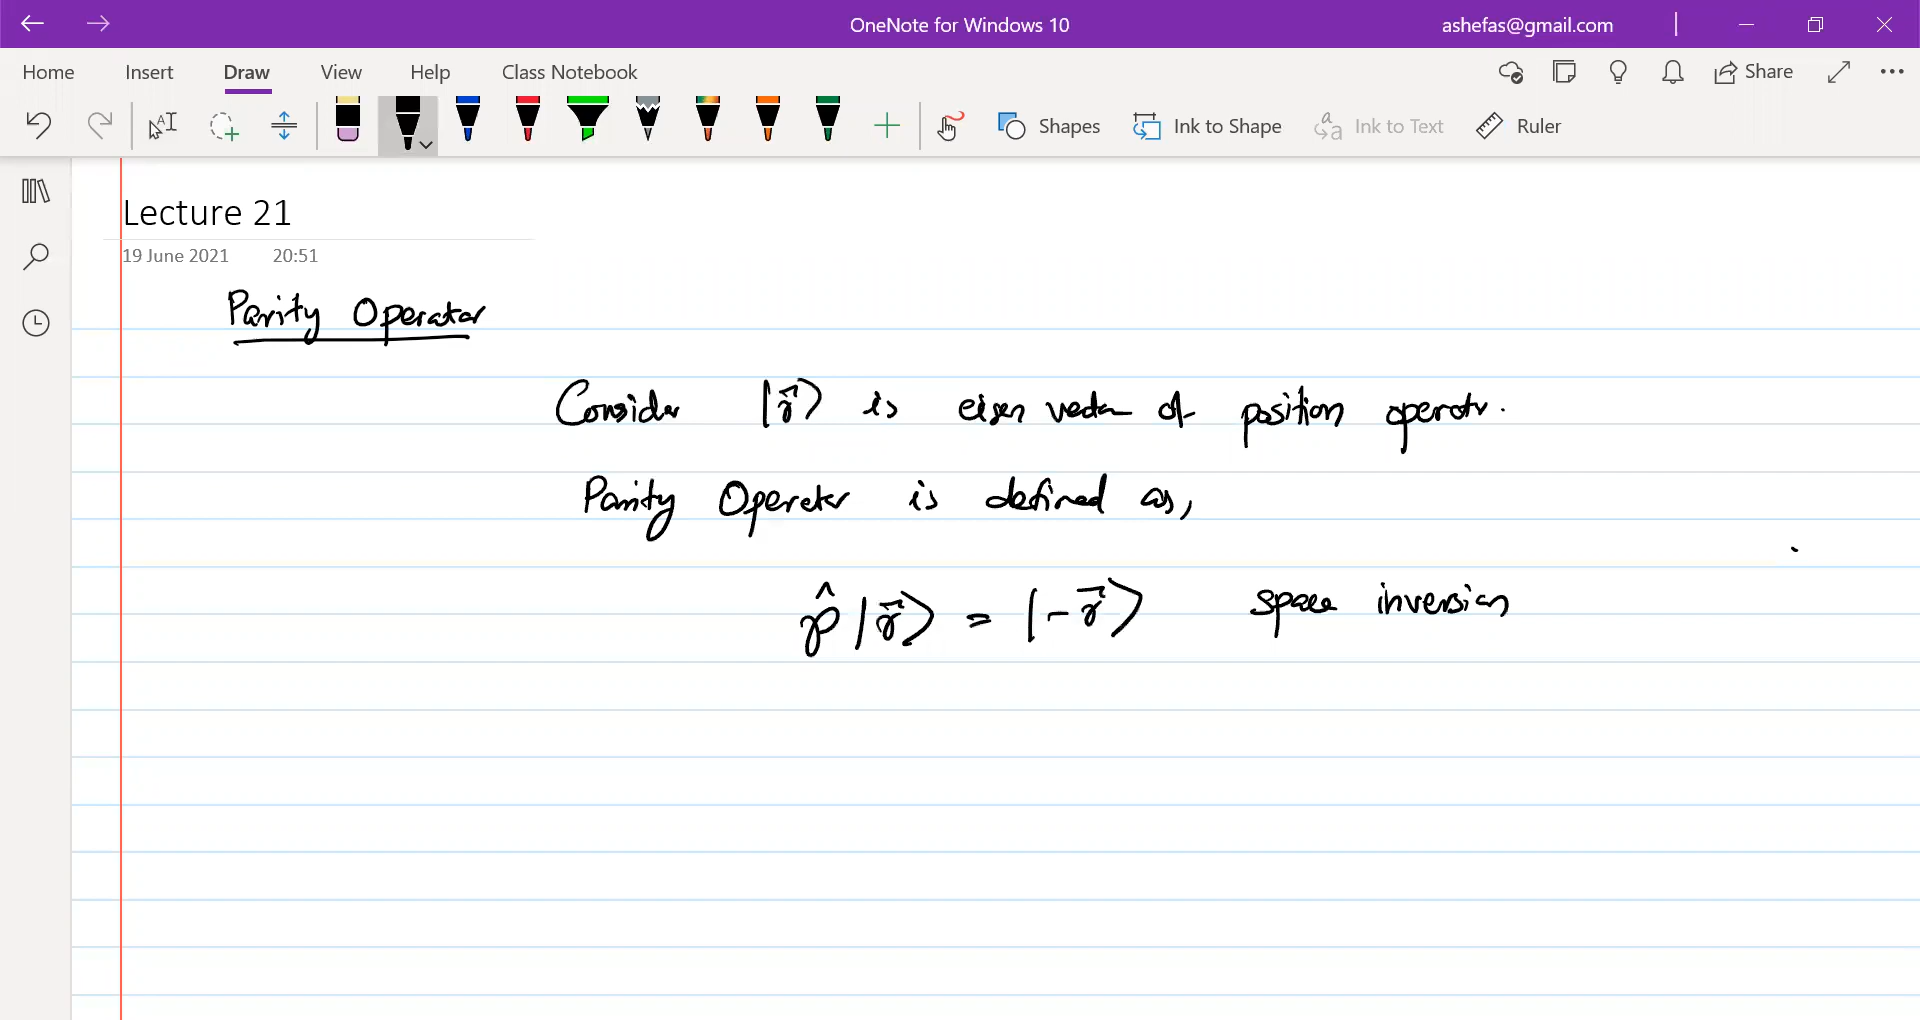 OneNote for Windows 10
ashefas@gmail.com
Home Insert Draw View Help Class Notebook
Share
Shapes Ink to Shape Ink to Text Ruler
Lecture 21
19 June 2021 20:51
Parity Operator
Consider |r⃗⟩ is eigen vector of position operator.
Parity Operator is defined as,
p̂ |r⃗⟩ = |-r⃗⟩ space inversion